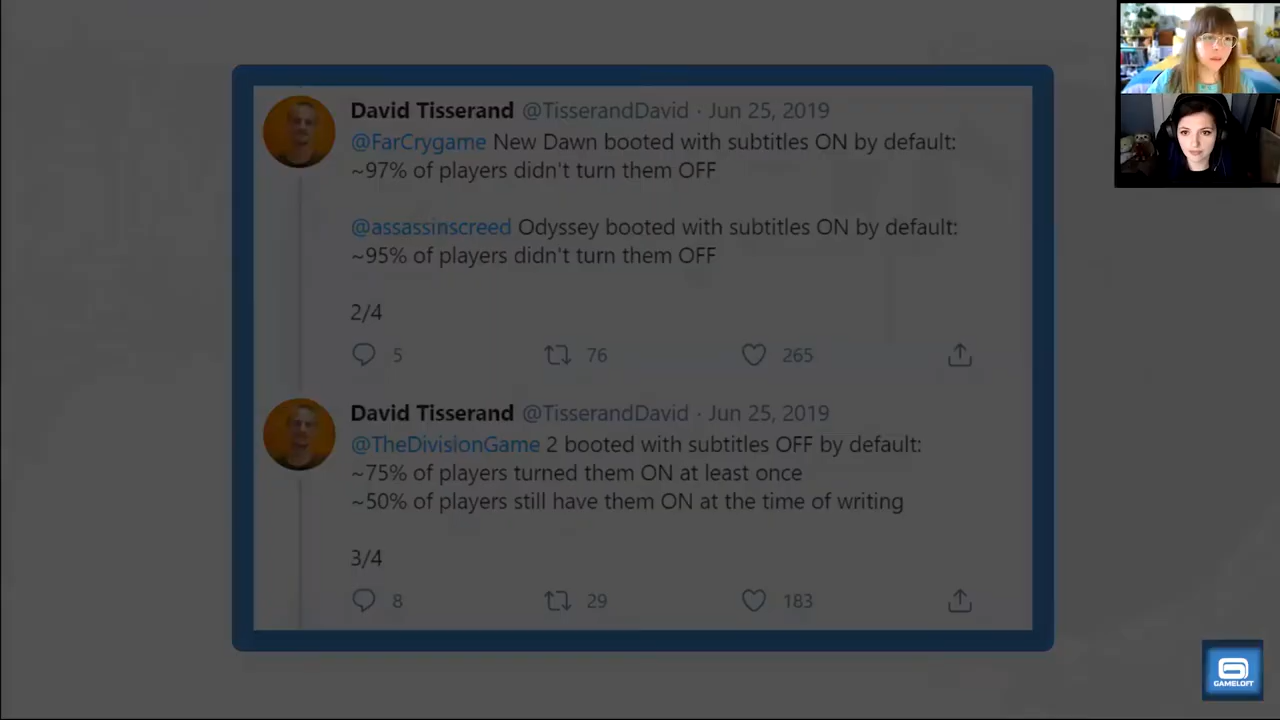 David Tisserand @TisserandDavid · Jun 25, 2019
@FarCrygame New Dawn booted with subtitles ON by default:
~97% of players didn't turn them OFF
@assassinscreed Odyssey booted with subtitles ON by default:
~95% of players didn't turn them OFF
2/4
5 76 265
David Tisserand @TisserandDavid · Jun 25, 2019
@TheDivisionGame 2 booted with subtitles OFF by default:
~75% of players turned them ON at least once
~50% of players still have them ON at the time of writing
3/4
8 29 183
GAMELOFT